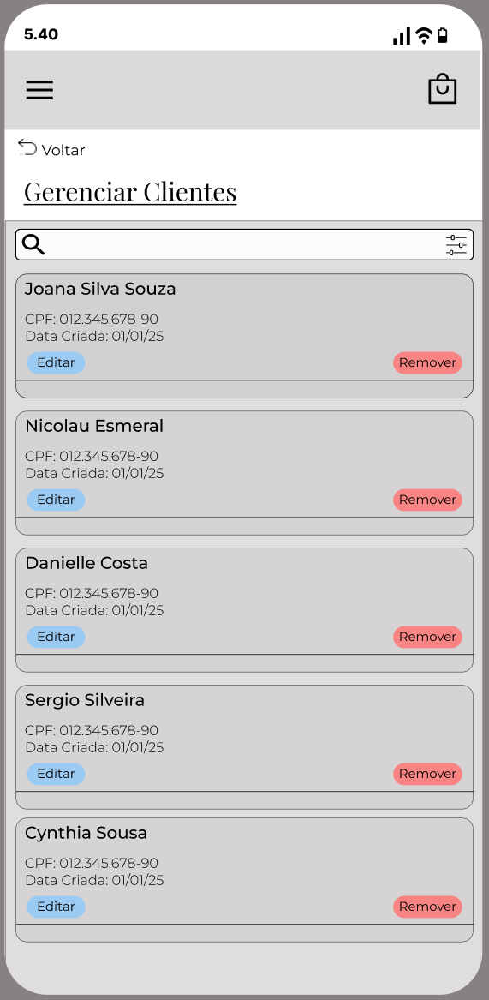 5.40
Voltar
Gerenciar Clientes
Joana Silva Souza
CPF: 012.345.678-90
Data Criada: 01/01/25
Editar
Remover
Nicolau Esmeral
CPF: 012.345.678-90
Data Criada: 01/01/25
Editar
Remover
Danielle Costa
CPF: 012.345.678-90
Data Criada: 01/01/25
Editar
Remover
Sergio Silveira
CPF: 012.345.678-90
Data Criada: 01/01/25
Editar
Remover
Cynthia Sousa
CPF: 012.345.678-90
Data Criada: 01/01/25
Editar
Remover